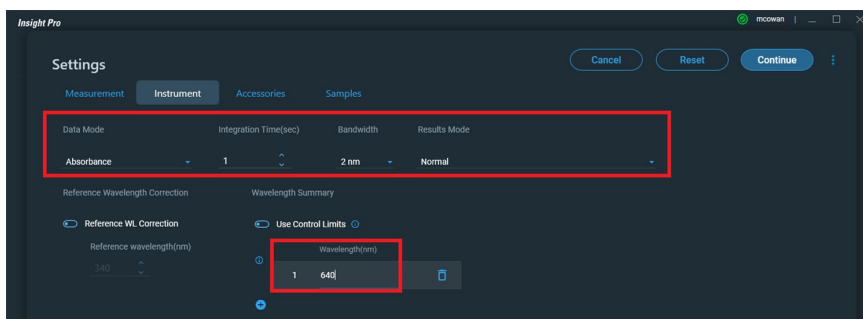 Insight Pro
mcowan
Settings
Cancel
Reset
Continue
Measurement
Instrument
Accessories
Samples
Data Mode
Integration Time(sec)
Bandwidth
Results Mode
Absorbance
1
2 nm
Normal
Reference Wavelength Correction
Wavelength Summary
Reference WL Correction
Use Control Limits
Reference wavelength(nm)
Wavelength(nm)
340
1
640